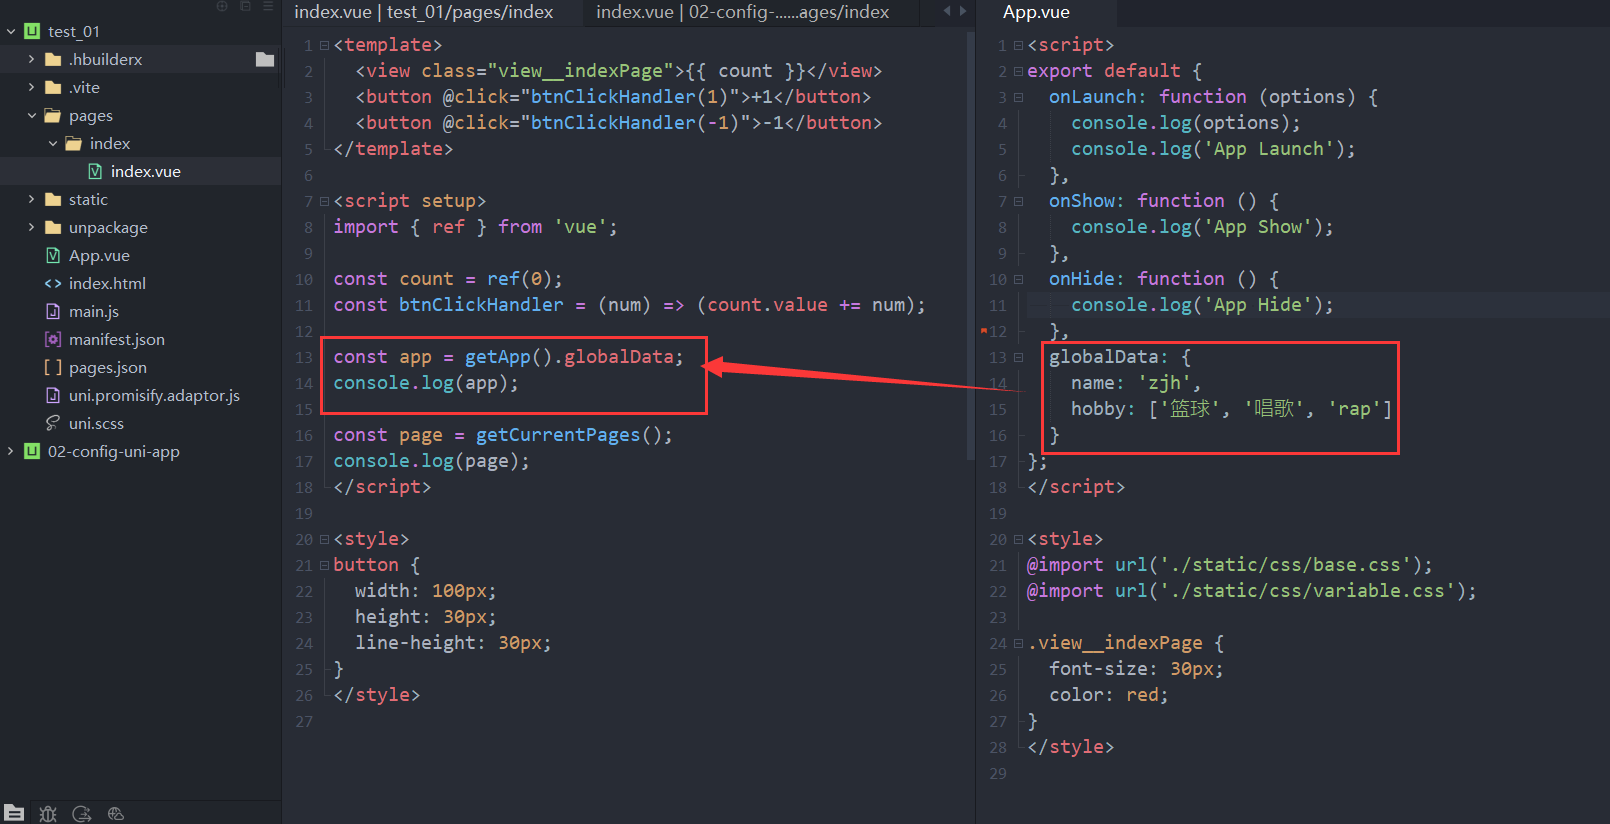 test_01
.hbuilderx
.vite
pages
index
index.vue
static
unpackage
App.vue
index.html
main.js
manifest.json
pages.json
uni.promisify.adaptor.js
uni.scss
02-config-uni-app
index.vue | test_01/pages/index
index.vue | 02-config-......ages/index
1 <template>
2 <view class="view__indexPage">{{ count }}</view>
3 <button @click="btnClickHandler(1)">+1</button>
4 <button @click="btnClickHandler(-1)">-1</button>
5 </template>
6
7 <script setup>
8 import { ref } from 'vue';
9
10 const count = ref(0);
11 const btnClickHandler = (num) => (count.value += num);
12
13 const app = getApp().globalData;
14 console.log(app);
15
16 const page = getCurrentPages();
17 console.log(page);
18 </script>
19
20 <style>
21 button {
22 width: 100px;
23 height: 30px;
24 line-height: 30px;
25 }
26 </style>
27
App.vue
1 <script>
2 export default {
3 onLaunch: function (options) {
4 console.log(options);
5 console.log('App Launch');
6 },
7 onShow: function () {
8 console.log('App Show');
9 },
10 onHide: function () {
11 console.log('App Hide');
12 },
13 globalData: {
14 name: 'zjh',
15 hobby: ['篮球', '唱歌', 'rap']
16 }
17 };
18 </script>
19
20 <style>
21 @import url('./static/css/base.css');
22 @import url('./static/css/variable.css');
23
24 .view__indexPage {
25 font-size: 30px;
26 color: red;
27 }
28 </style>
29